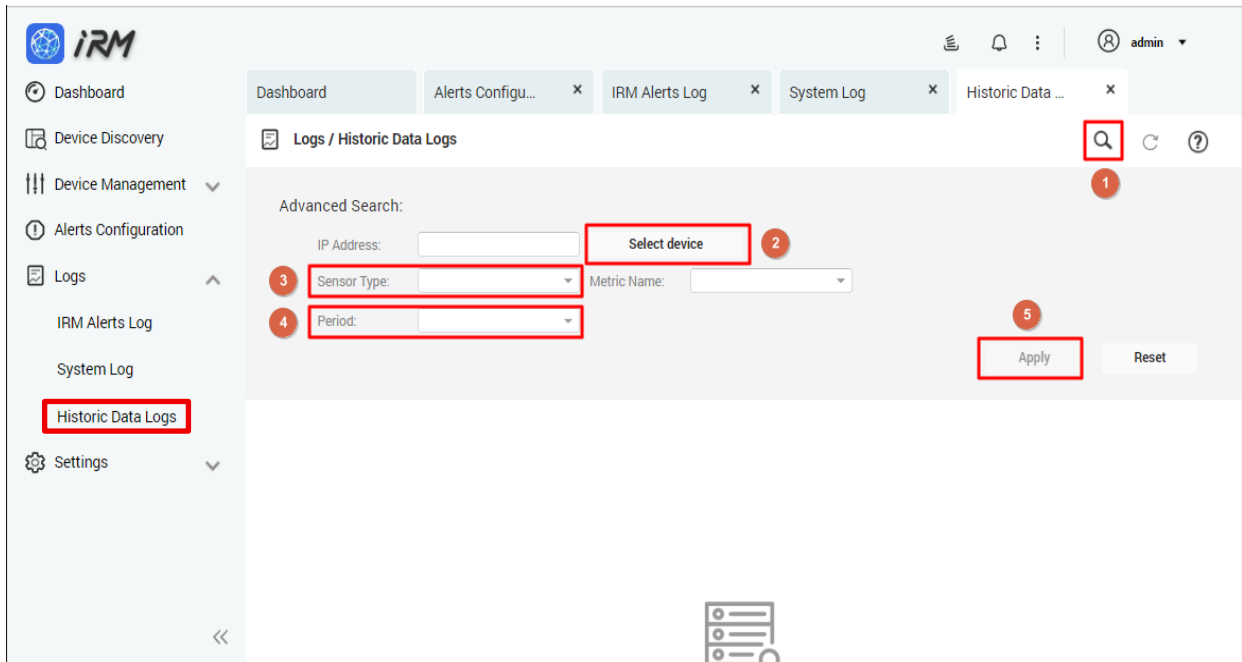 iRM
admin
Dashboard
Device Discovery
Device Management
Alerts Configuration
Logs
IRM Alerts Log
System Log
Historic Data Logs
Settings
Dashboard
Alerts Configu... ×
IRM Alerts Log ×
System Log ×
Historic Data ... ×
Logs / Historic Data Logs
1
Advanced Search:
IP Address:
Select device
2
3
Sensor Type:
Metric Name:
4
Period:
5
Apply
Reset